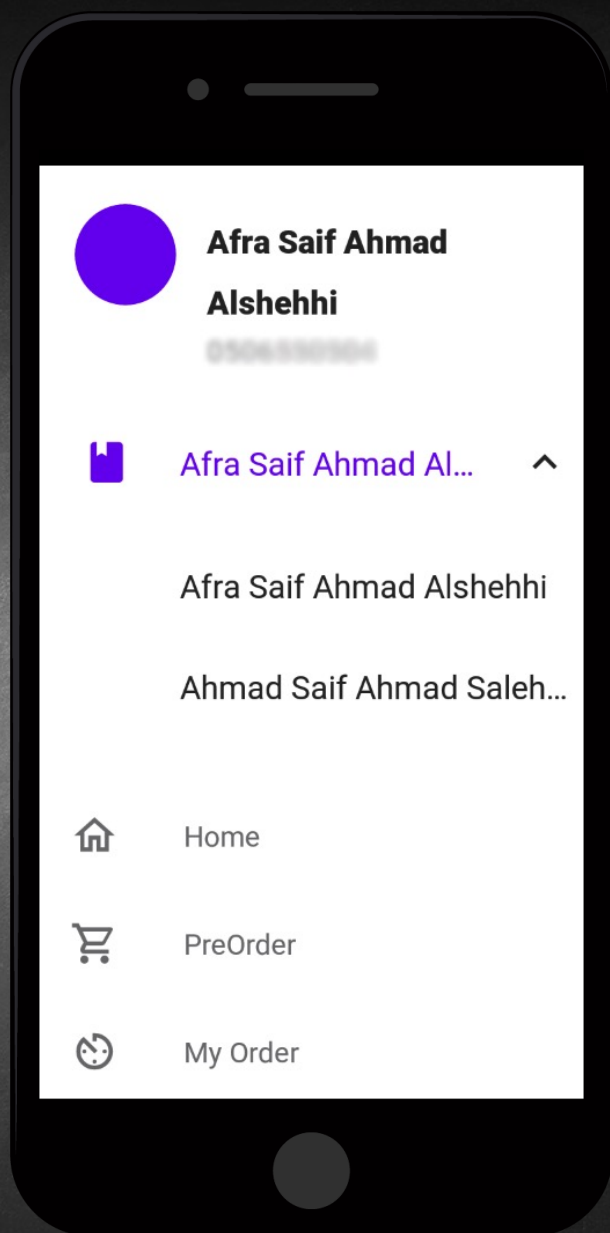 Afra Saif Ahmad
Alshehhi
Afra Saif Ahmad Al...
Afra Saif Ahmad Alshehhi
Ahmad Saif Ahmad Saleh...
Home
PreOrder
My Order